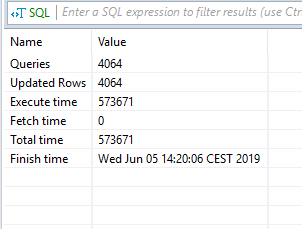 SQL Enter a SQL expression to filter results (use Ctr
Name Value
Queries 4064
Updated Rows 4064
Execute time 573671
Fetch time 0
Total time 573671
Finish time Wed Jun 05 14:20:06 CEST 2019